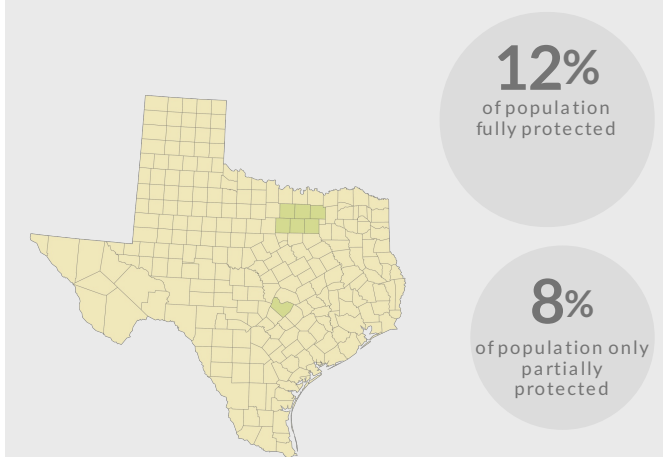 12%
of population
fully protected
8%
of population only
partially
protected